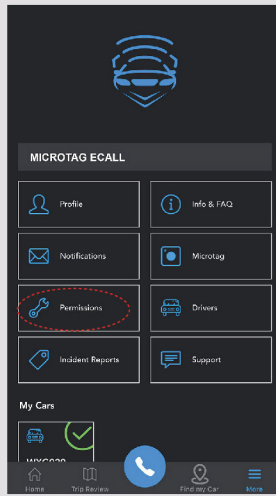 MICROTAG ECALL
Profile
Info & FAQ
Notifications
Microtag
Permissions
Drivers
Incident Reports
Support
My Cars
Home
Trip Review
Find my Car
More